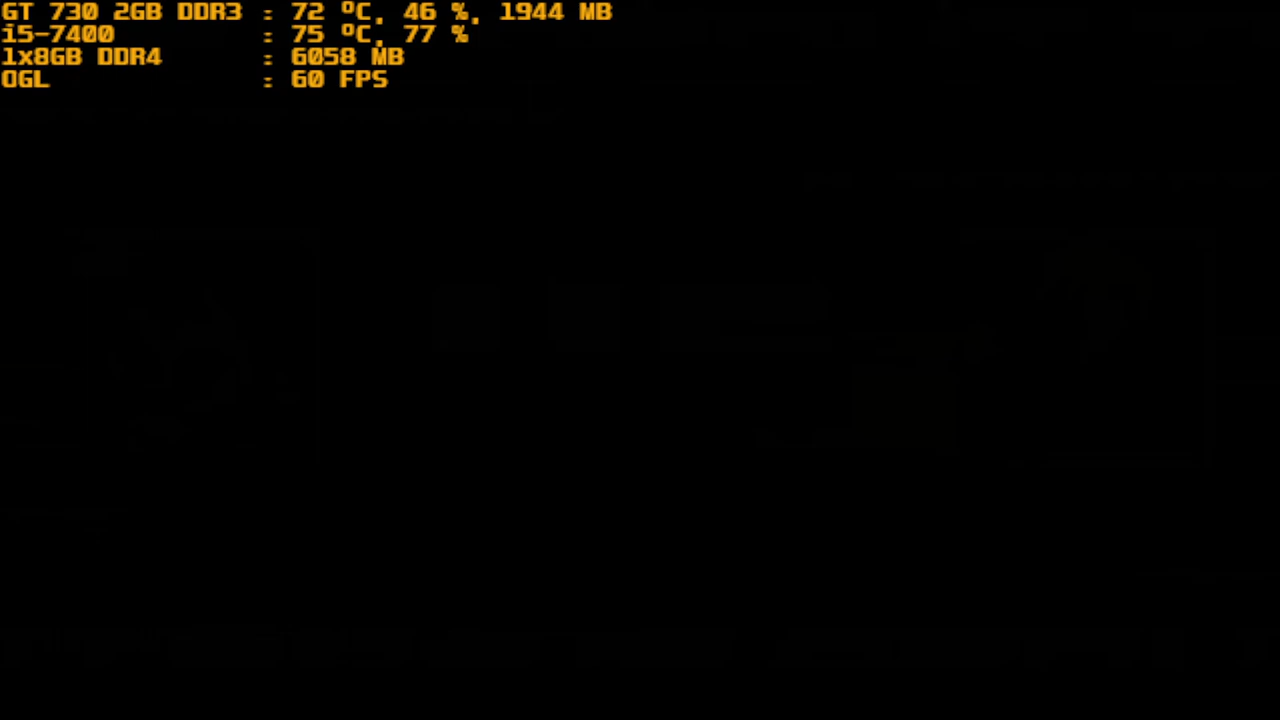 GT 730 2GB DDR3 : 72 ºC, 46 %, 1944 MB
i5-7400 : 75 ºC, 77 %
1x8GB DDR4 : 6058 MB
OGL : 60 FPS